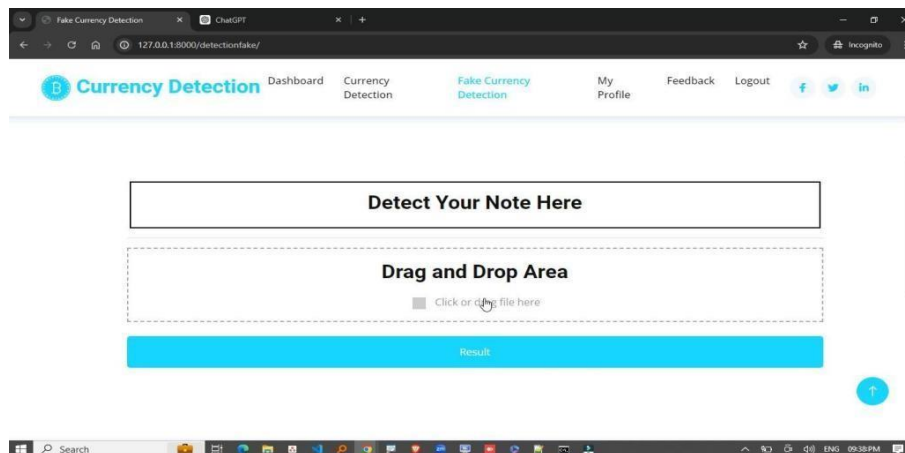 Fake Currency Detection
ChatGPT
127.0.0.1:8000/detectionfake/
Incognito
Currency Detection
Dashboard
Currency
Detection
Fake Currency
Detection
My
Profile
Feedback
Logout
Detect Your Note Here
Drag and Drop Area
Click or drag file here
Result
Search
ENG 09:38PM